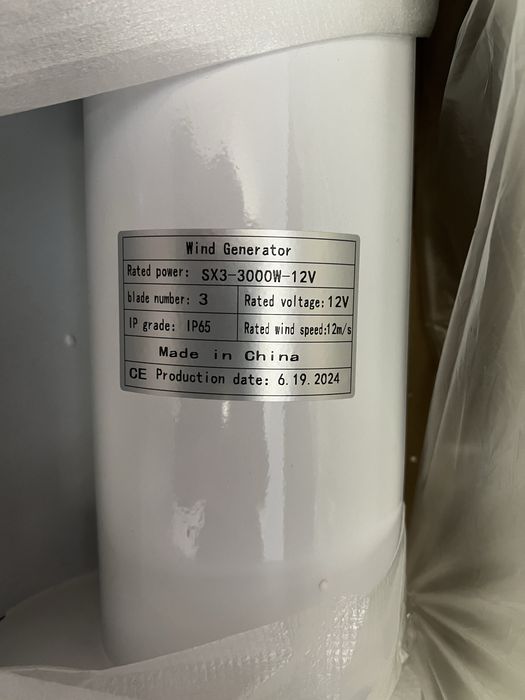 Wind Generator
Rated power: SX3-3000W-12V
blade number: 3 Rated voltage: 12V
IP grade: IP65 Rated wind speed:12m/s
Made in China
CE Production date: 6.19.2024